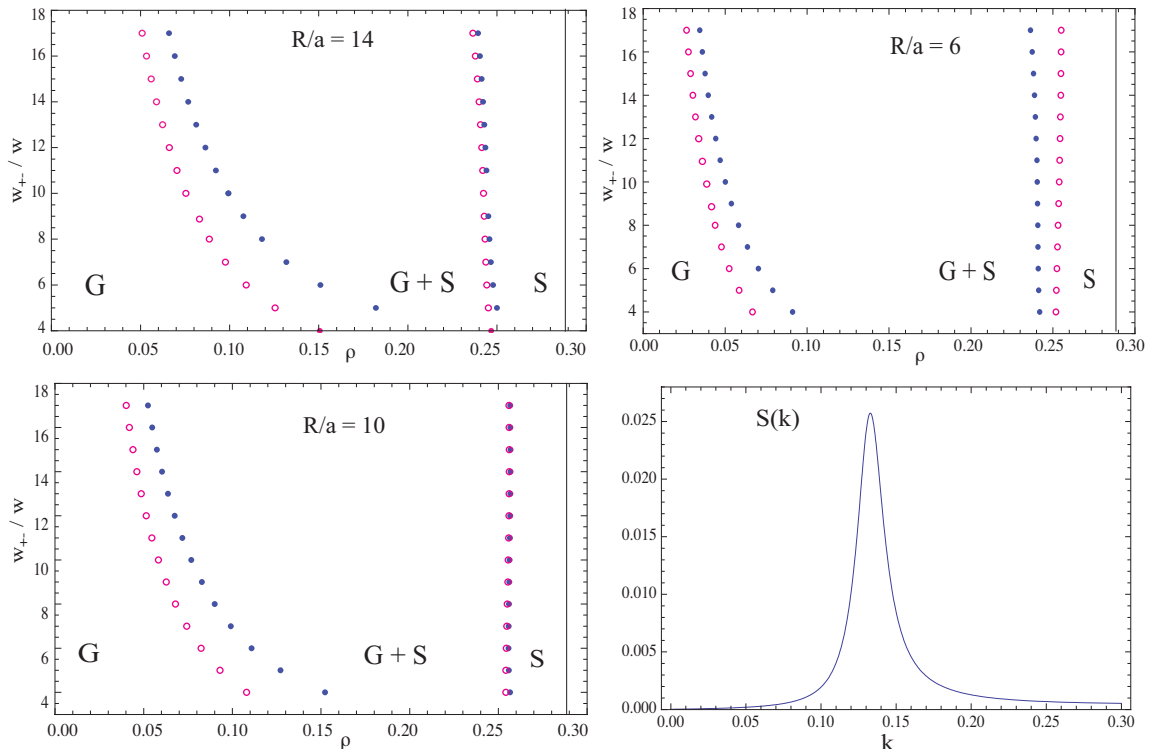 R/a = 14
18
16
14
12
10
8
6
4
w+- / w
G
G + S
S
0.00
0.05
0.10
0.15
0.20
0.25
0.30
ρ
R/a = 6
18
16
14
12
10
8
6
4
w+- / w
G
G + S
S
0.00
0.05
0.10
0.15
0.20
0.25
0.30
ρ
R/a = 10
18
16
14
12
10
8
6
4
w+- / w
G
G + S
S
0.00
0.05
0.10
0.15
0.20
0.25
0.30
ρ
S(k)
0.025
0.020
0.015
0.010
0.005
0.000
0.00
0.05
0.10
0.15
0.20
0.25
0.30
k